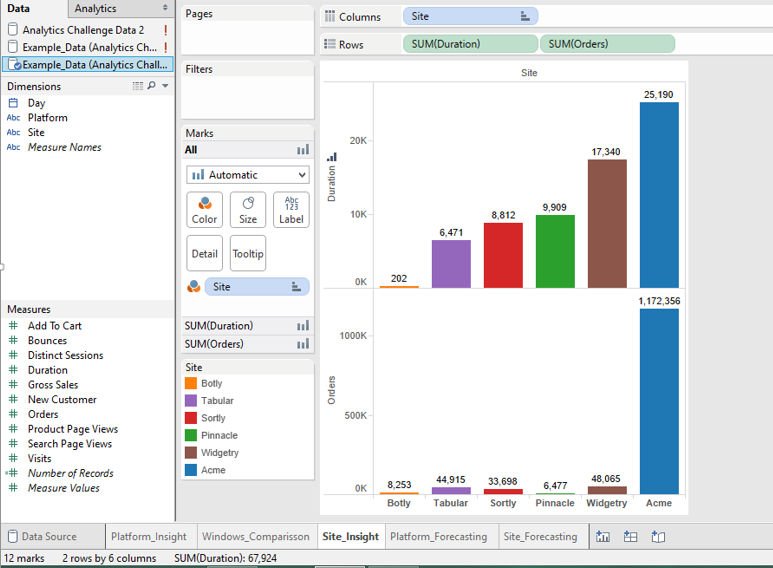 Data
Analytics
Analytics Challenge Data 2
Example_Data (Analytics Ch...
Example_Data (Analytics Chall...
Dimensions
Day
Abc Platform
Abc Site
Abc Measure Names
Measures
# Add To Cart
# Bounces
# Distinct Sessions
# Duration
# Gross Sales
# New Customer
# Orders
# Product Page Views
# Search Page Views
# Visits
=# Number of Records
# Measure Values
Pages
Filters
Marks
All
Automatic
Color
Size
Abc
123
Label
Detail
Tooltip
Site
SUM(Duration)
SUM(Orders)
Site
Botly
Tabular
Sortly
Pinnacle
Widgetry
Acme
Columns
Site
Rows
SUM(Duration)
SUM(Orders)
Site
Duration
20K
10K
0K
202
6,471
8,812
9,909
17,340
25,190
Orders
1000K
500K
0K
8,253
44,915
33,698
6,477
48,065
1,172,356
Botly
Tabular
Sortly
Pinnacle
Widgetry
Acme
Data Source
Platform_Insight
Windows_Comparisson
Site_Insight
Platform_Forecasting
Site_Forecasting
12 marks
2 rows by 6 columns
SUM(Duration): 67,924